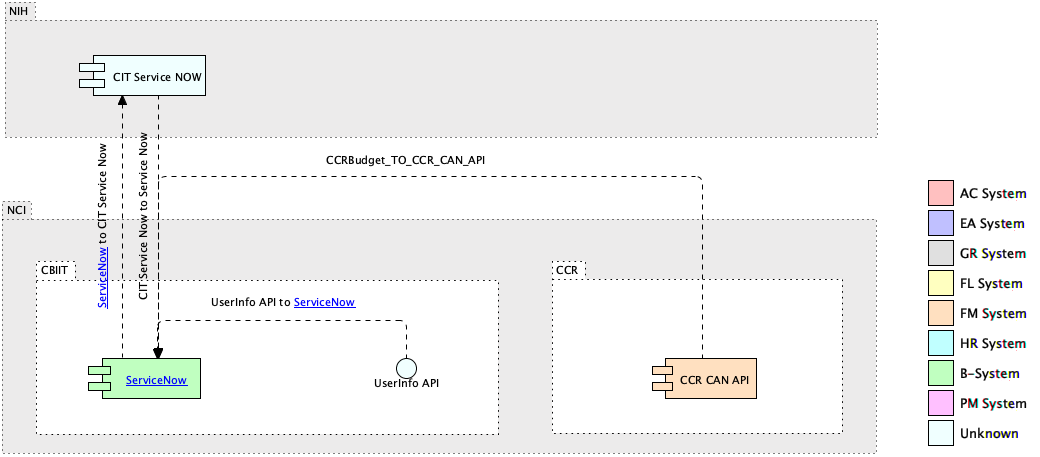 NIH
CIT Service NOW
CCRBudget_TO_CCR_CAN_API
ServiceNow to CIT Service Now
CIT Service Now to Service Now
NCI
CBIIT
CCR
UserInfo API to ServiceNow
ServiceNow
UserInfo API
CCR CAN API
AC System
EA System
GR System
FL System
FM System
HR System
B-System
PM System
Unknown